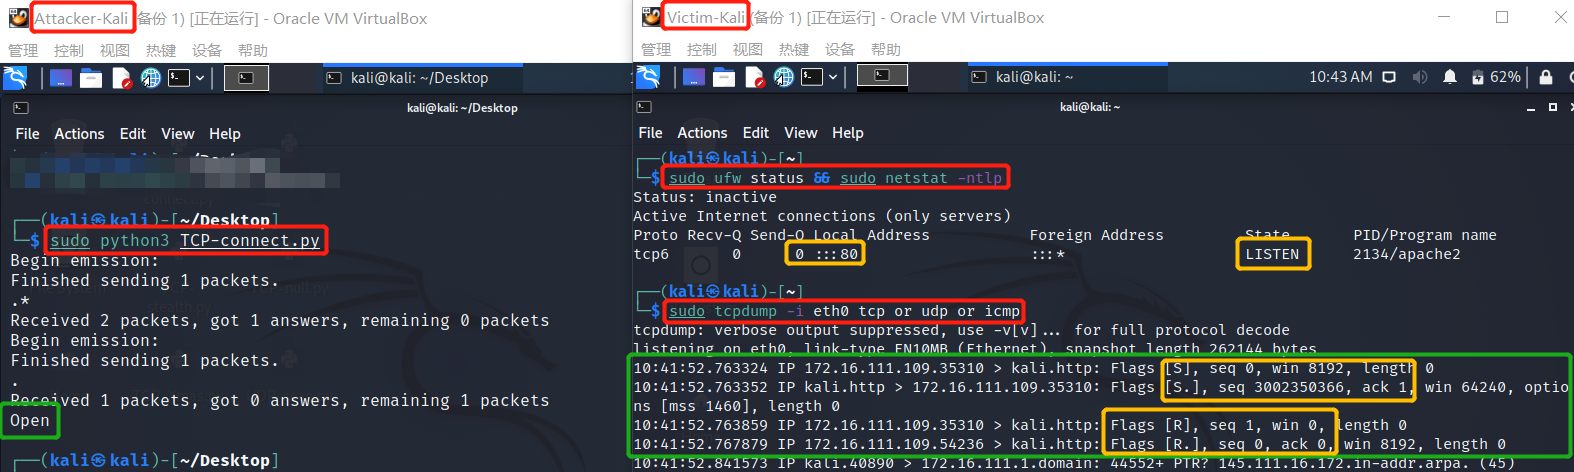 Attacker-Kali (备份 1) [正在运行] - Oracle VM VirtualBox
管理 控制 视图 热键 设备 帮助
kali@kali: ~/Desktop
kali@kali: ~/Desktop
File Actions Edit View Help
┌──(kali㉿kali)-[~/Desktop]
└─$ sudo python3 TCP-connect.py
Begin emission:
Finished sending 1 packets.
.*
Received 2 packets, got 1 answers, remaining 0 packets
Begin emission:
Finished sending 1 packets.
.
Received 1 packets, got 0 answers, remaining 1 packets
Open
┌──(kali㉿kali)-[~/Desktop]
Victim-Kali (备份 1) [正在运行] - Oracle VM VirtualBox
管理 控制 视图 热键 设备 帮助
kali@kali: ~ 10:43 AM 62%
kali@kali: ~
File Actions Edit View Help
┌──(kali㉿kali)-[~]
└─$ sudo ufw status && sudo netstat -ntlp
Status: inactive
Active Internet connections (only servers)
Proto Recv-Q Send-Q Local Address Foreign Address State PID/Program name
tcp6 0 0 :::80 :::* LISTEN 2134/apache2
┌──(kali㉿kali)-[~]
└─$ sudo tcpdump -i eth0 tcp or udp or icmp
tcpdump: verbose output suppressed, use -v[v]... for full protocol decode
listening on eth0, link-type EN10MB (Ethernet), snapshot length 262144 bytes
10:41:52.763324 IP 172.16.111.109.35310 > kali.http: Flags [S], seq 0, win 8192, length 0
10:41:52.763352 IP kali.http > 172.16.111.109.35310: Flags [S.], seq 3002350366, ack 1, win 64240, optio
ns [mss 1460], length 0
10:41:52.763859 IP 172.16.111.109.35310 > kali.http: Flags [R], seq 1, win 0, length 0
10:41:52.767879 IP 172.16.111.109.54236 > kali.http: Flags [R.], seq 0, ack 0, win 8192, length 0
10:41:52.841573 IP kali.40890 > 172.16.111.1.domain: 44552+ PTR? 145.111.16.172.in-addr.arpa. (45)